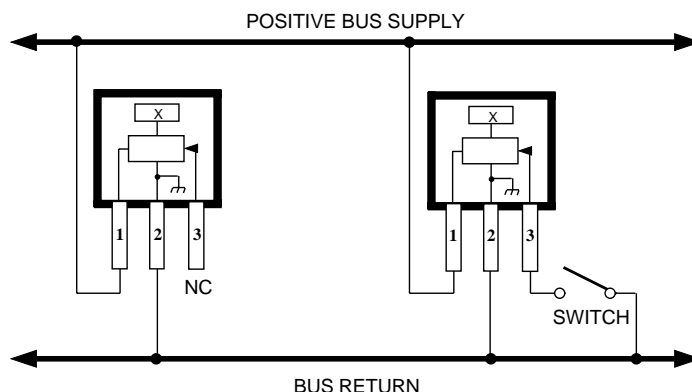 POSITIVE BUS SUPPLY
X
X
1
2
3
1
2
3
NC
SWITCH
BUS RETURN